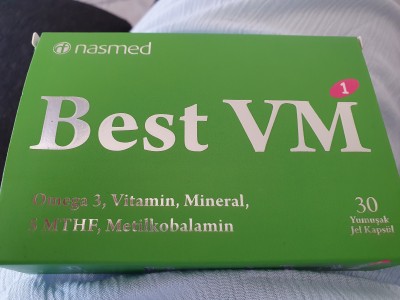 nasmed
1
Best VM
Omega 3, Vitamin, Mineral,
5 MTHF, Metilkobalamin
30
Yumuşak
Jel Kapsül